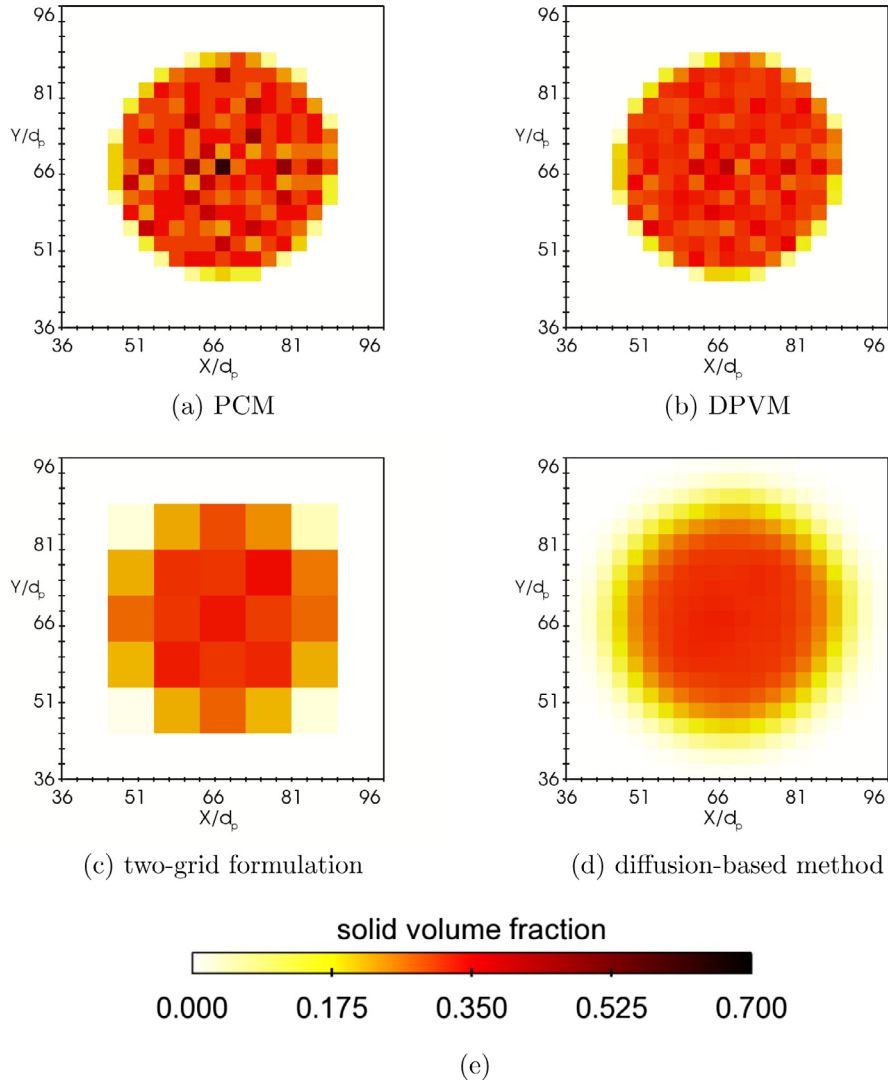 96
81
Y/dp
66
51
36
36 51 66 81 96
X/dp
(a) PCM
96
81
Y/dp
66
51
36
36 51 66 81 96
X/dp
(b) DPVM
96
81
Y/dp
66
51
36
36 51 66 81 96
X/dp
(c) two-grid formulation
96
81
Y/dp
66
51
36
36 51 66 81 96
X/dp
(d) diffusion-based method
solid volume fraction
0.000 0.175 0.350 0.525 0.700
(e)